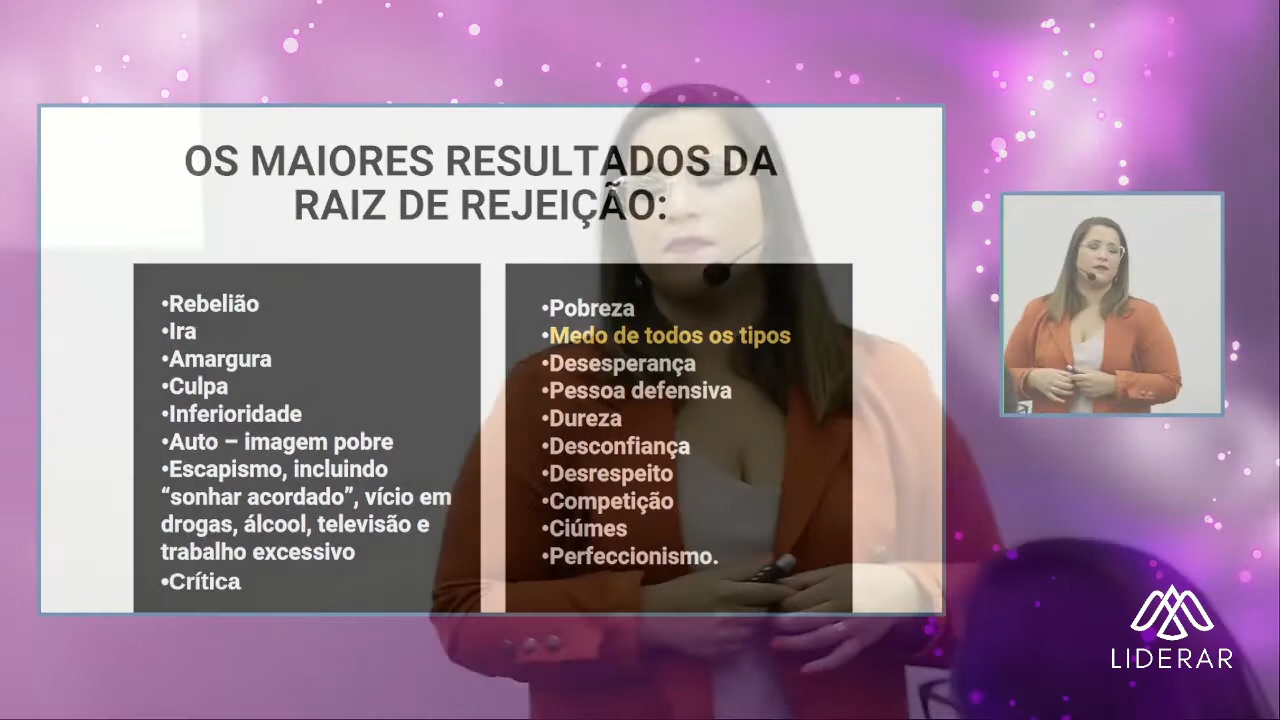 OS MAIORES RESULTADOS DA
RAIZ DE REJEIÇÃO:
•Rebelião
•Ira
•Amargura
•Culpa
•Inferioridade
•Auto – imagem pobre
•Escapismo, incluindo
“sonhar acordado”, vício em
drogas, álcool, televisão e
trabalho excessivo
•Crítica
•Pobreza
•Medo de todos os tipos
•Desesperança
•Pessoa defensiva
•Dureza
•Desconfiança
•Desrespeito
•Competição
•Ciúmes
•Perfeccionismo.
LIDERAR